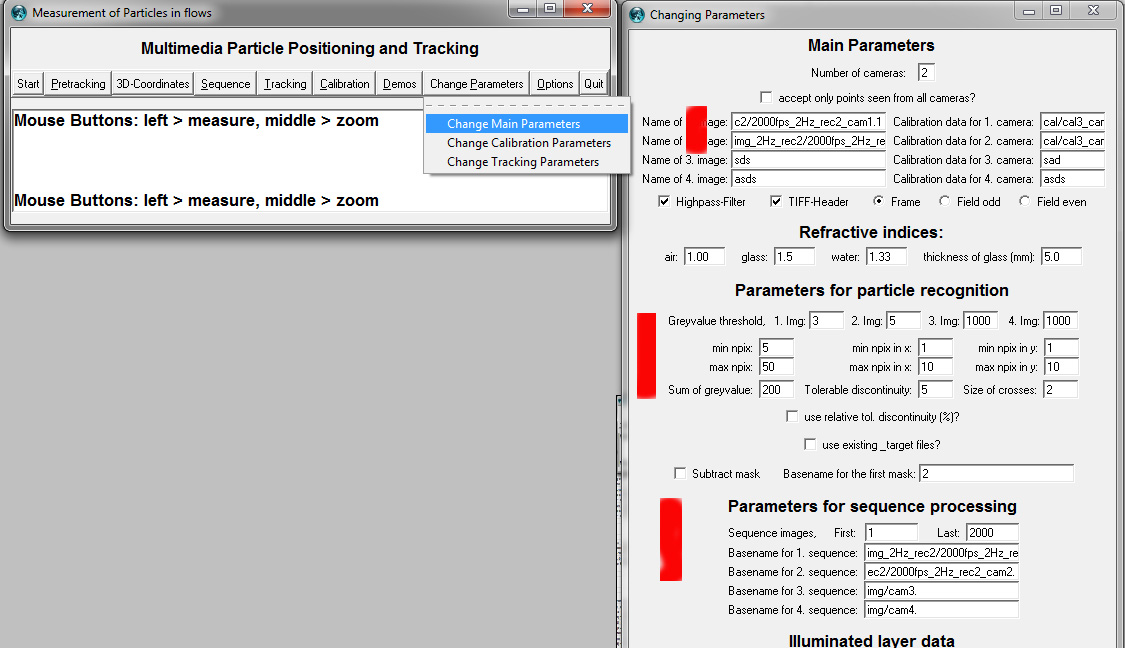 Measurement of Particles in flows
Multimedia Particle Positioning and Tracking
Start Pretracking 3D-Coordinates Sequence Tracking Calibration Demos Change Parameters Options Quit
Mouse Buttons: left > measure, middle > zoom
Mouse Buttons: left > measure, middle > zoom
Change Main Parameters
Change Calibration Parameters
Change Tracking Parameters
Changing Parameters
Main Parameters
Number of cameras: 2
accept only points seen from all cameras?
Name of image: c2/2000fps_2Hz_rec2_cam1.1 Calibration data for 1. camera: cal/cal3_car
Name of image: img_2Hz_rec2/2000fps_2Hz_re Calibration data for 2. camera: cal/cal3_car
Name of 3. image: sds Calibration data for 3. camera: sad
Name of 4. image: asds Calibration data for 4. camera: asds
Highpass-Filter TIFF-Header Frame Field odd Field even
Refractive indices:
air: 1.00 glass: 1.5 water: 1.33 thickness of glass (mm): 5.0
Parameters for particle recognition
Greyvalue threshold, 1. Img: 3 2. Img: 5 3. Img: 1000 4. Img: 1000
min npix: 5 min npix in x: 1 min npix in y: 1
max npix: 50 max npix in x: 10 max npix in y: 10
Sum of greyvalue: 200 Tolerable discontinuity: 5 Size of crosses: 2
use relative tol. discontinuity (%)?
use existing _target files?
Subtract mask Basename for the first mask: 2
Parameters for sequence processing
Sequence images, First: 1 Last: 2000
Basename for 1. sequence: img_2Hz_rec2/2000fps_2Hz_re
Basename for 2. sequence: ec2/2000fps_2Hz_rec2_cam2.
Basename for 3. sequence: img/cam3.
Basename for 4. sequence: img/cam4.
Illuminated layer data